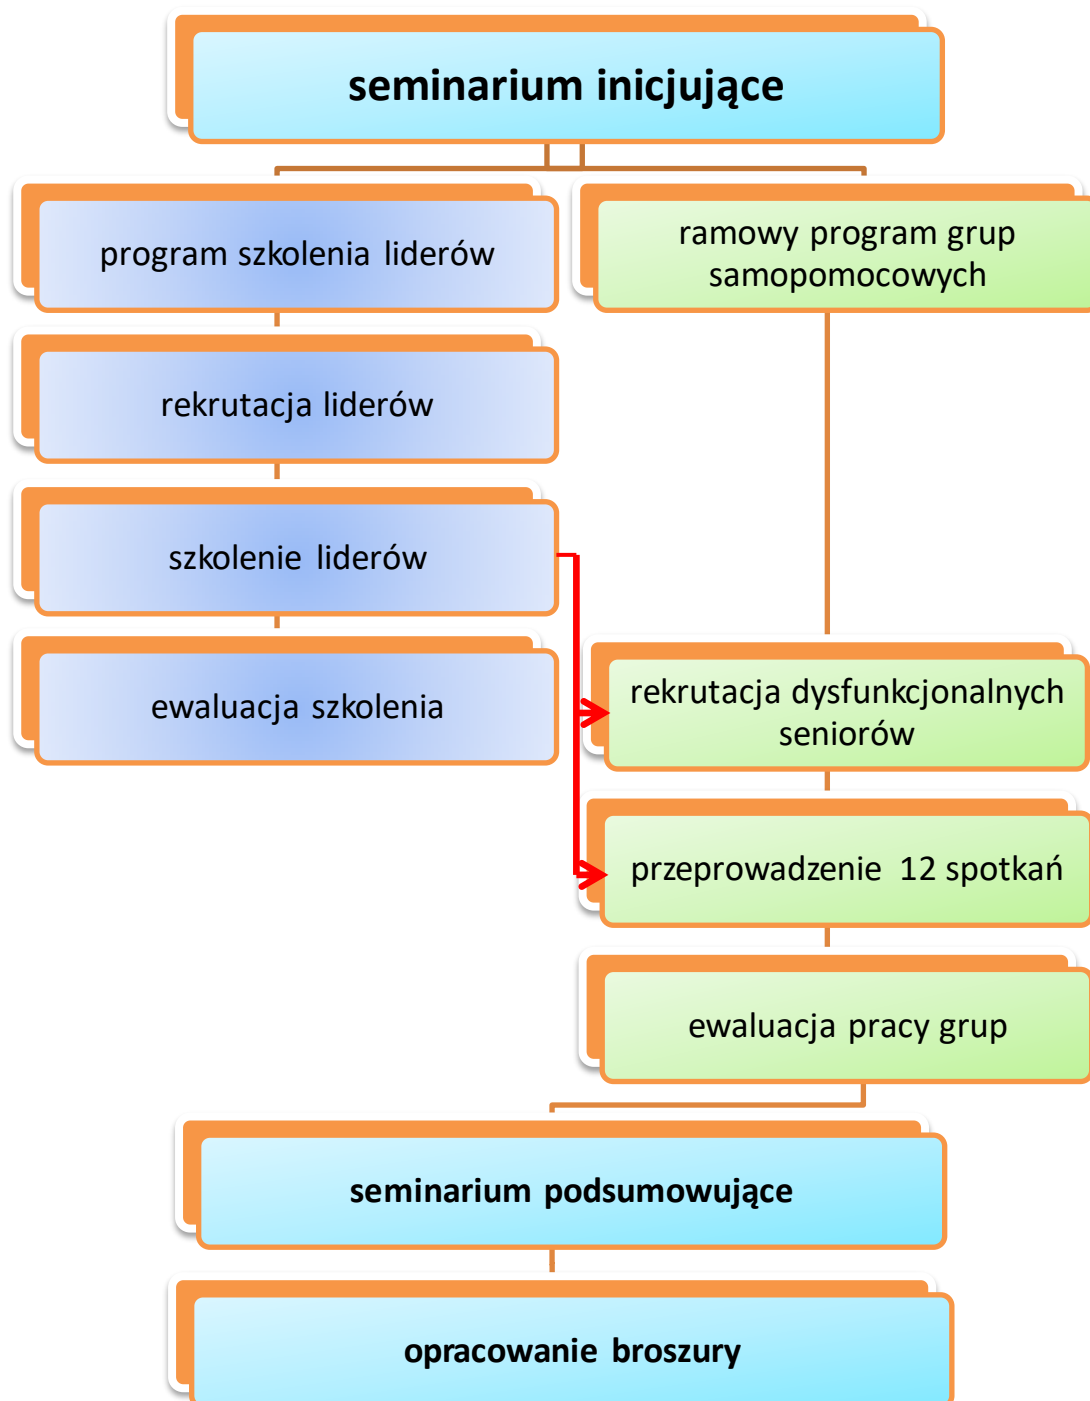 seminarium inicjujące
program szkolenia liderów
ramowy program grup
samopomocowych
rekrutacja liderów
szkolenie liderów
ewaluacja szkolenia
rekrutacja dysfunkcjonalnych
seniorów
przeprowadzenie 12 spotkań
ewaluacja pracy grup
seminarium podsumowujące
opracowanie broszury